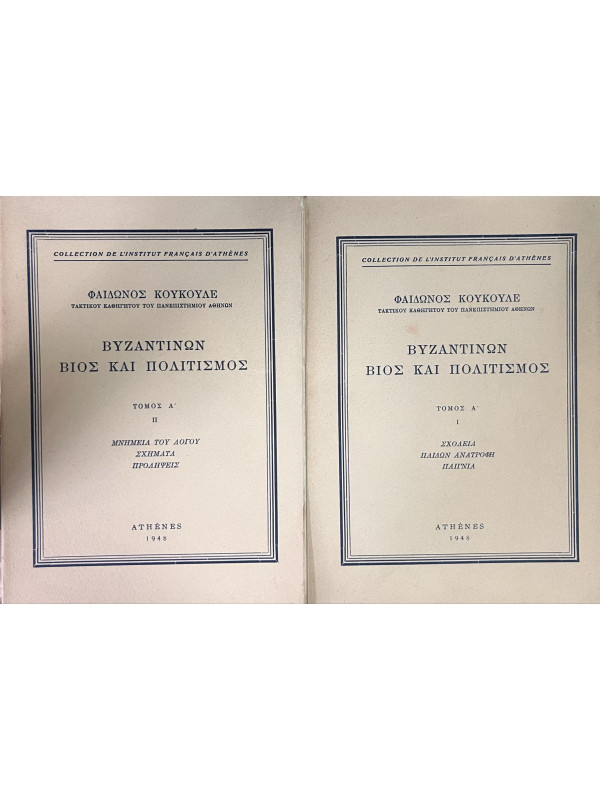 COLLECTION DE L'INSTITUT FRANÇAIS D'ATHÈNES
ΦΑΙΔΩΝΟΣ ΚΟΥΚΟΥΛΕ
ΤΑΚΤΙΚΟΥ ΚΑΘΗΓΗΤΟΥ ΤΟΥ ΠΑΝΕΠΙΣΤΗΜΙΟΥ ΑΘΗΝΩΝ
ΒΥΖΑΝΤΙΝΩΝ
ΒΙΟΣ ΚΑΙ ΠΟΛΙΤΙΣΜΟΣ
ΤΟΜΟΣ Α'
II
ΜΝΗΜΕΙΑ ΤΟΥ ΛΟΓΟΥ
ΣΧΗΜΑΤΑ
ΠΡΟΛΗΨΕΙΣ
ATHÈNES
1948
COLLECTION DE L'INSTITUT FRANÇAIS D'ATHÈNES
ΦΑΙΔΩΝΟΣ ΚΟΥΚΟΥΛΕ
ΤΑΚΤΙΚΟΥ ΚΑΘΗΓΗΤΟΥ ΤΟΥ ΠΑΝΕΠΙΣΤΗΜΙΟΥ ΑΘΗΝΩΝ
ΒΥΖΑΝΤΙΝΩΝ
ΒΙΟΣ ΚΑΙ ΠΟΛΙΤΙΣΜΟΣ
ΤΟΜΟΣ Α'
I
ΣΧΟΛΕΙΑ
ΠΑΙΔΩΝ ΑΝΑΤΡΟΦΗ
ΠΑΙΓΝΙΑ
ATHÈNES
1948